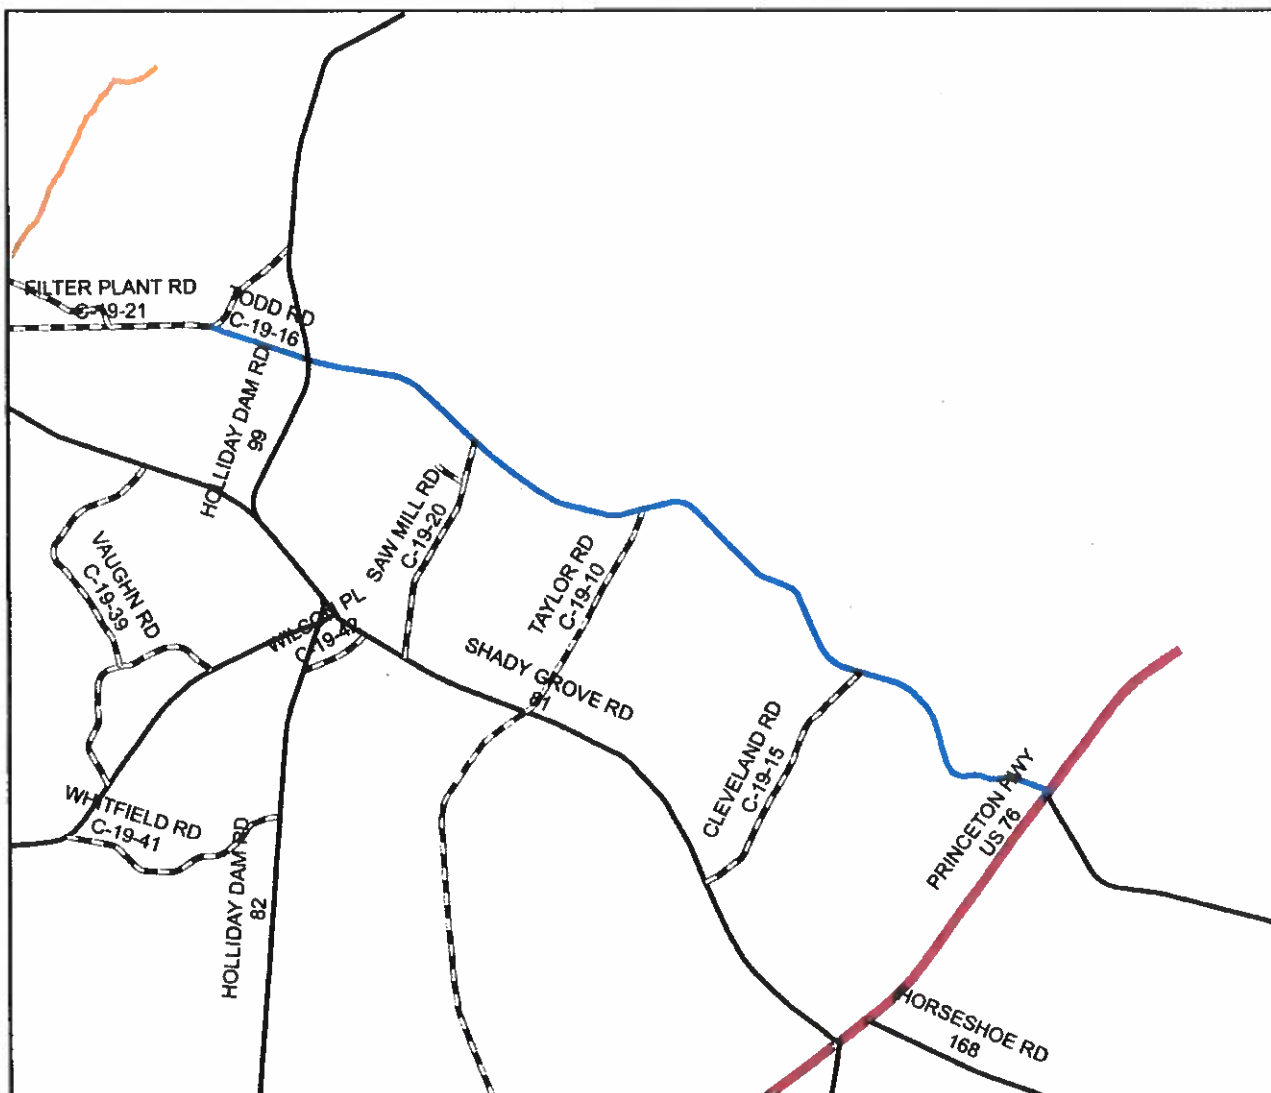 FILTER PLANT RD
C-19-21
TODD RD
C-19-16
HOLLIDAY DAM RD
99
SAW MILL RD
C-19-20
VAUGHN RD
C-19-39
WILSON PL
C-19-42
TAYLOR RD
C-19-10
SHADY GROVE RD
81
CLEVELAND RD
C-19-15
PRINCETON HWY
US 76
WHITFIELD RD
C-19-41
HOLLIDAY DAM RD
82
HORSESHOE RD
168